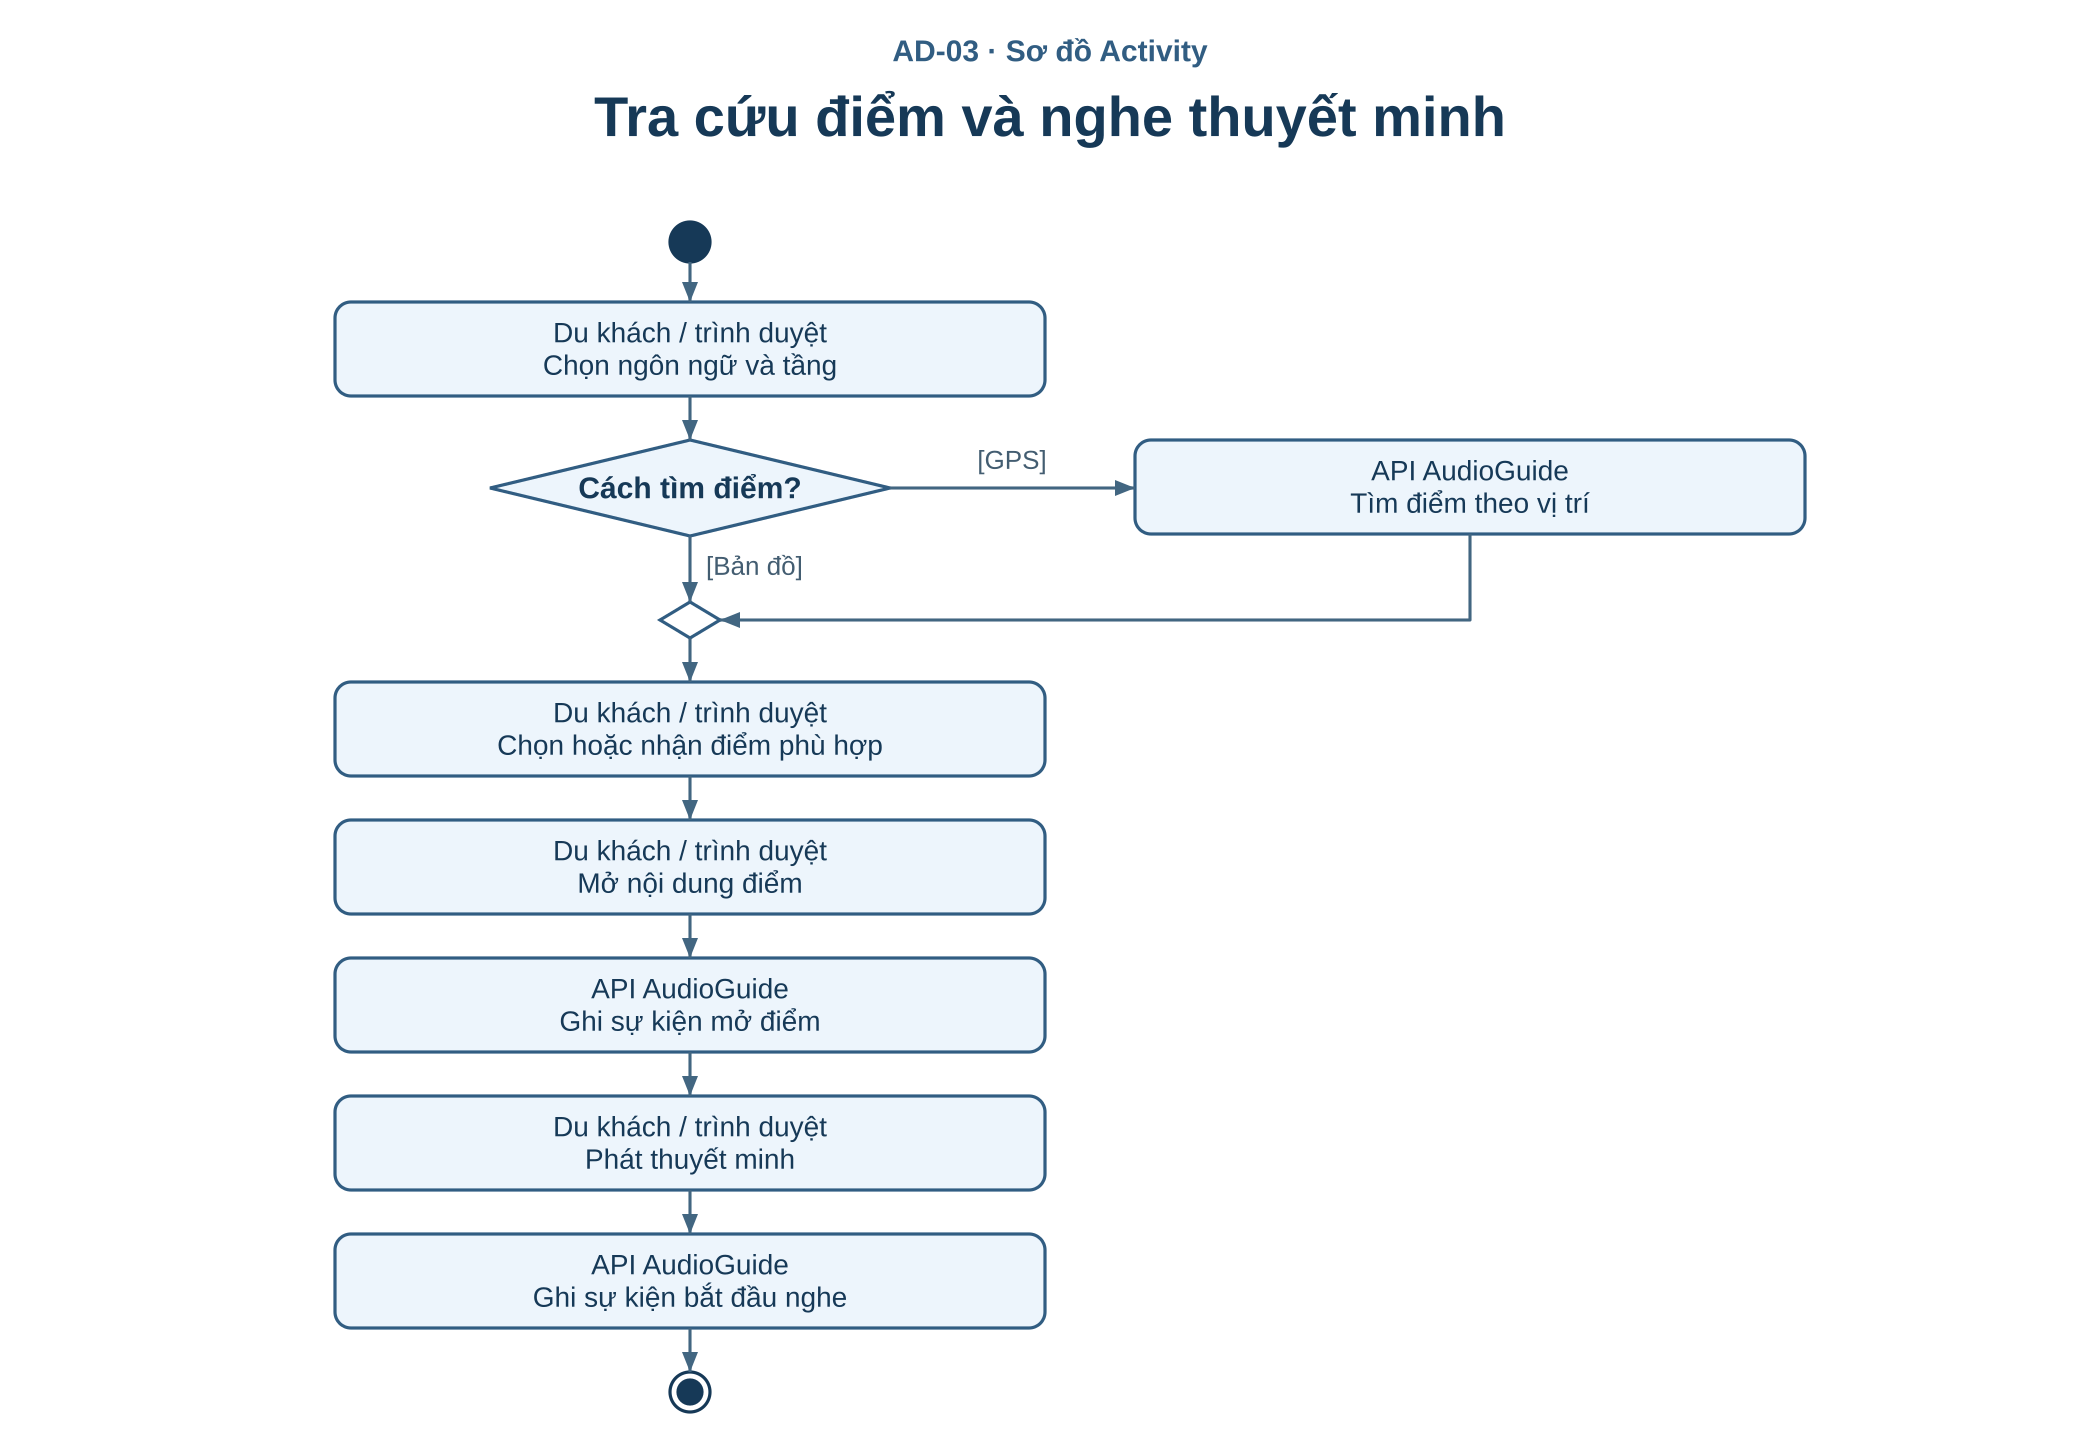 AD-03 · Sơ đồ Activity
Tra cứu điểm và nghe thuyết minh
Du khách / trình duyệt
Chọn ngôn ngữ và tầng
Cách tìm điểm?
[GPS]
API AudioGuide
Tìm điểm theo vị trí
[Bản đồ]
Du khách / trình duyệt
Chọn hoặc nhận điểm phù hợp
Du khách / trình duyệt
Mở nội dung điểm
API AudioGuide
Ghi sự kiện mở điểm
Du khách / trình duyệt
Phát thuyết minh
API AudioGuide
Ghi sự kiện bắt đầu nghe